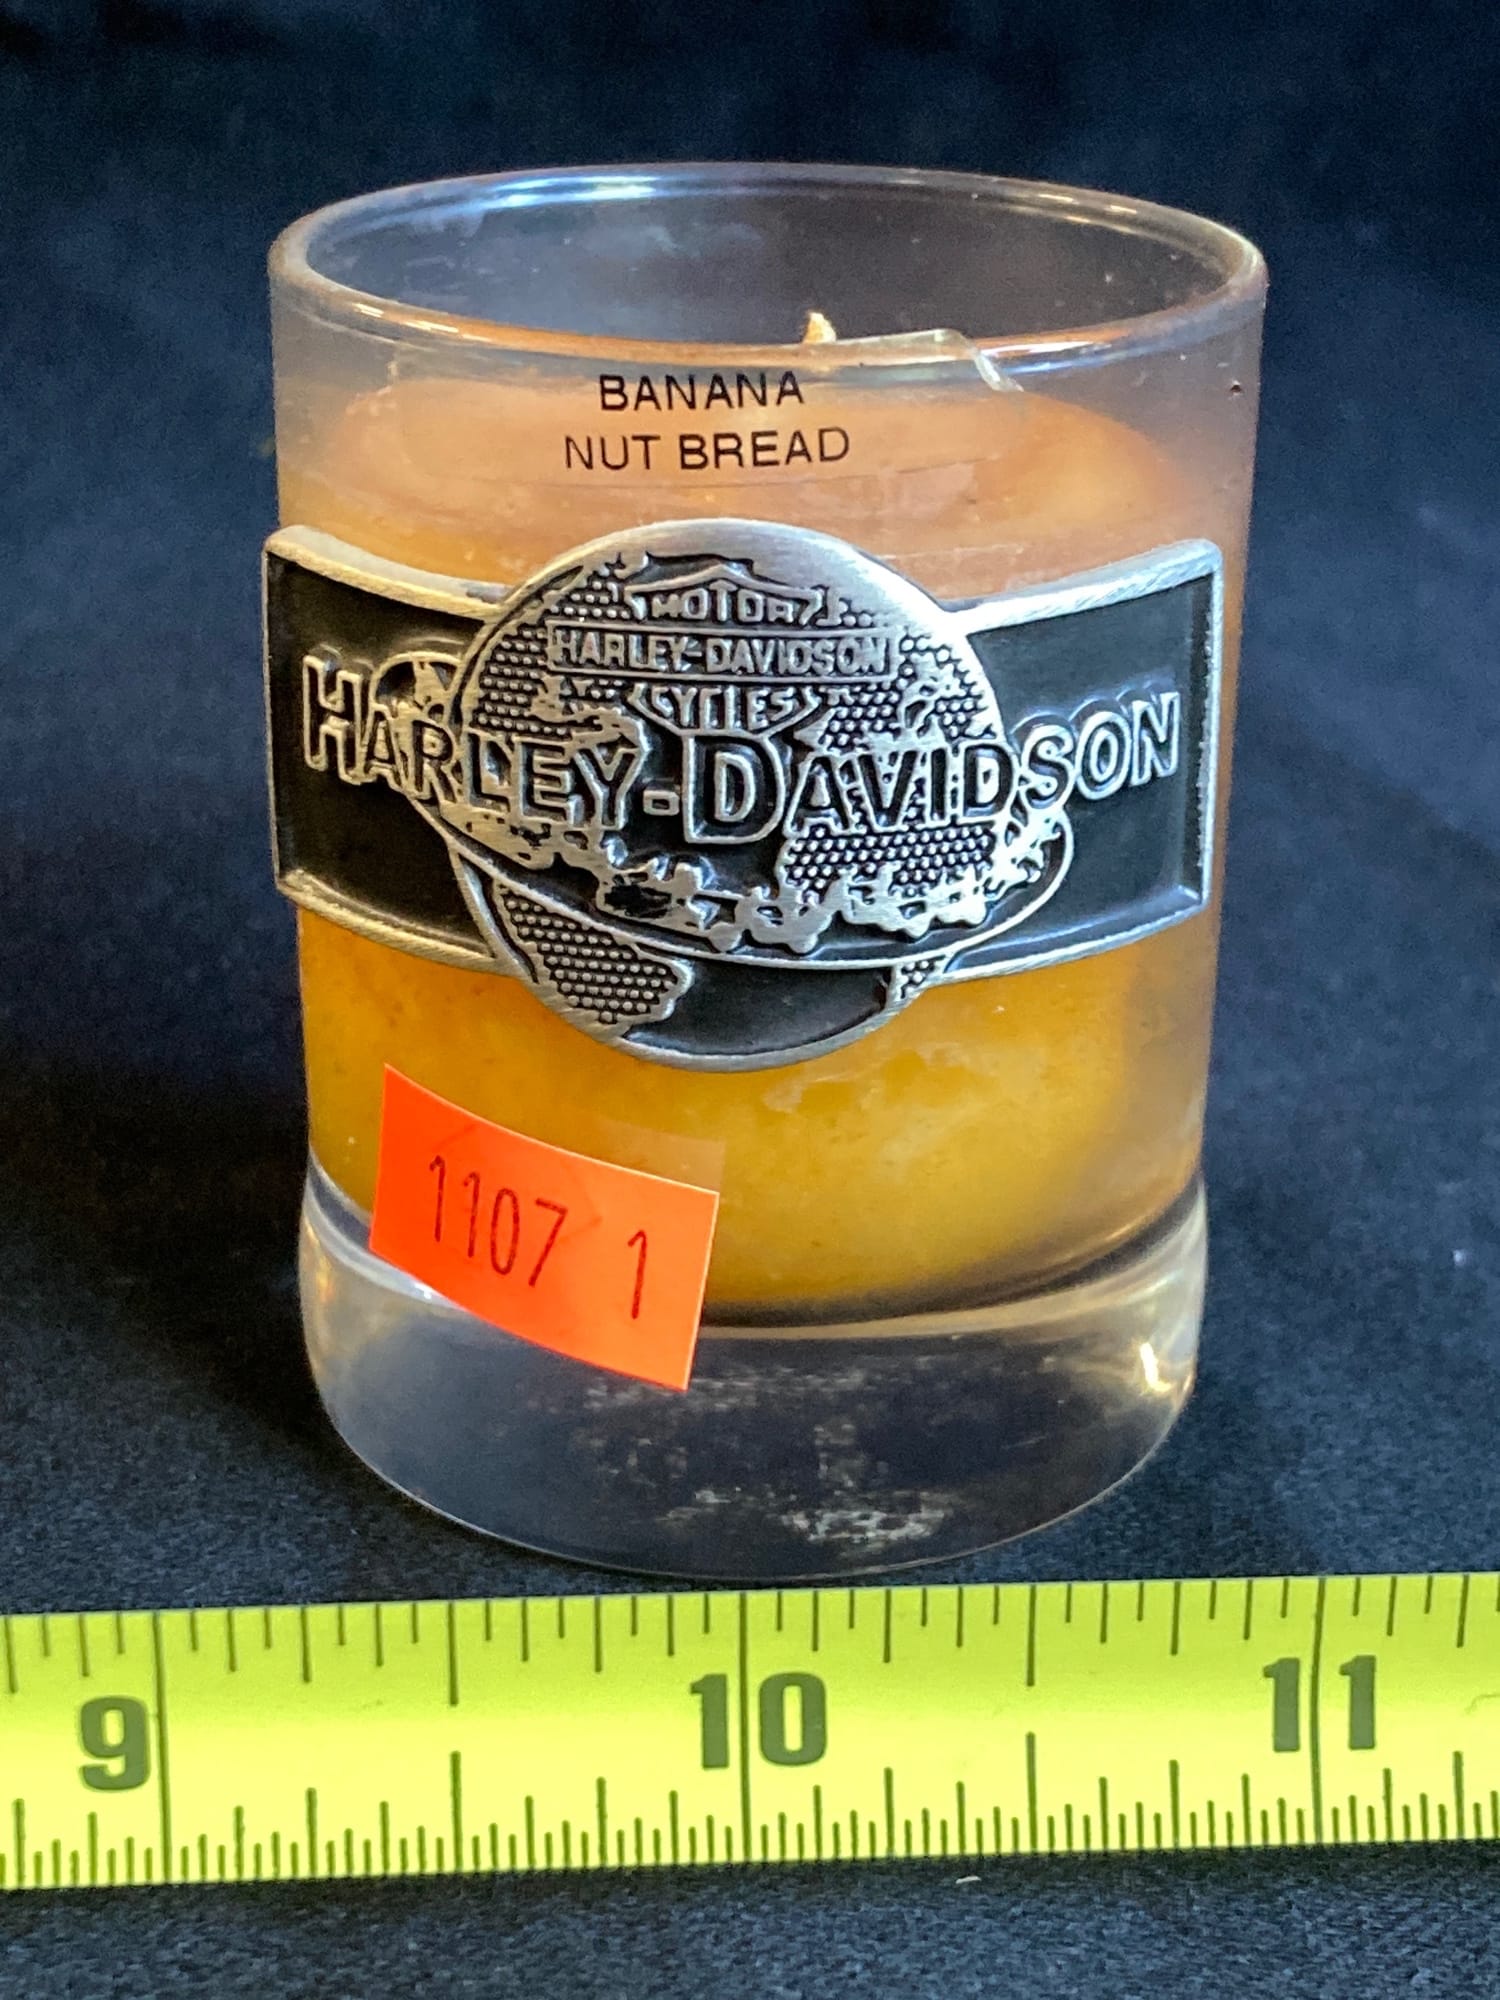 BANANA
NUT BREAD
MOTOR
HARLEY-DAVIDSON
CYCLES
HARLEY-DAVIDSON
1107 1
9 10 11